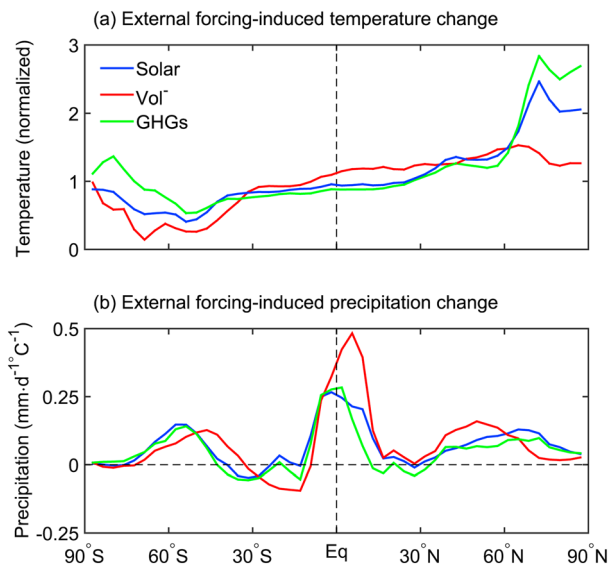 (a) External forcing-induced temperature change
Temperature (normalized)
3
2
1
0
Solar
Vol⁻
GHGs
(b) External forcing-induced precipitation change
Precipitation (mm·d⁻¹°C⁻¹)
0.5
0.25
0
-0.25
90°S 60°S 30°S Eq 30°N 60°N 90°N